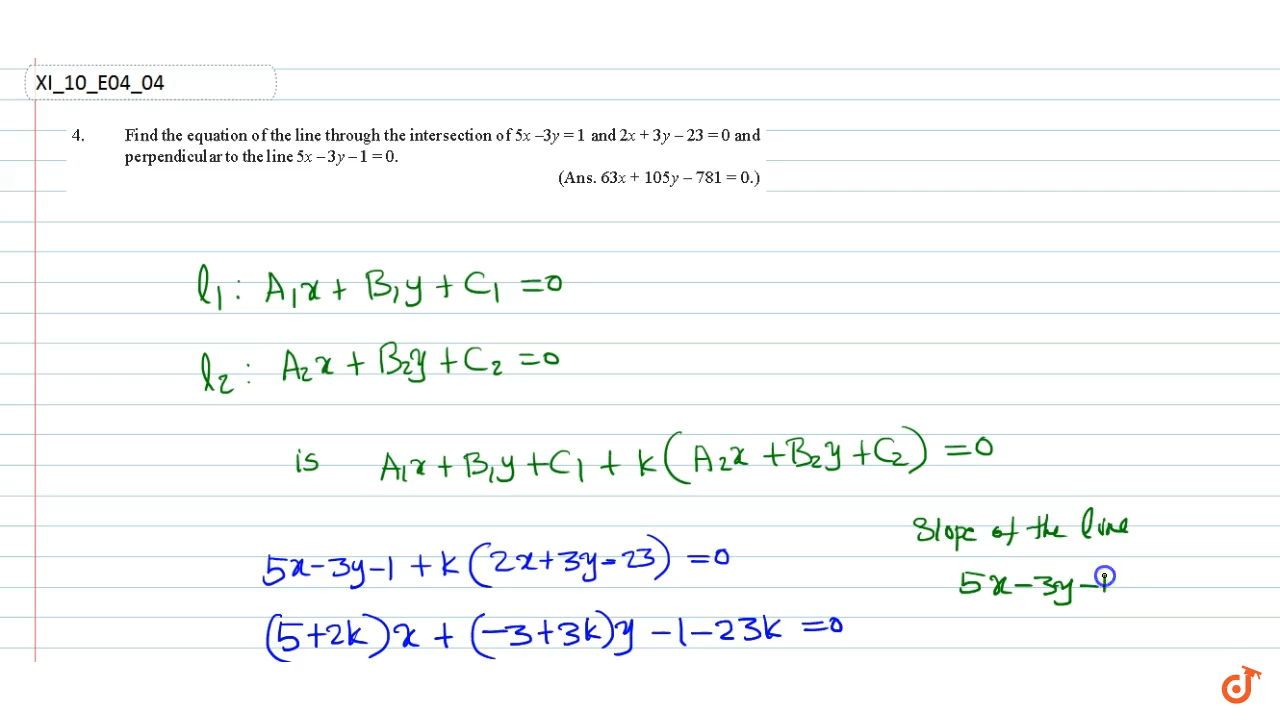 XI_10_E04_04
4. Find the equation of the line through the intersection of 5x –3y = 1 and 2x + 3y – 23 = 0 and
perpendicular to the line 5x – 3y – 1 = 0.
(Ans. 63x + 105y – 781 = 0.)
l₁ : A₁x + B₁y + C₁ = 0
l₂ : A₂x + B₂y + C₂ = 0
is A₁x + B₁y + C₁ + k(A₂x + B₂y + C₂) = 0
Slope of the line
5x – 3y – 1 + k(2x + 3y – 23) = 0
5x – 3y – 1
(5+2k)x + (–3+3k)y – 1 – 23k = 0